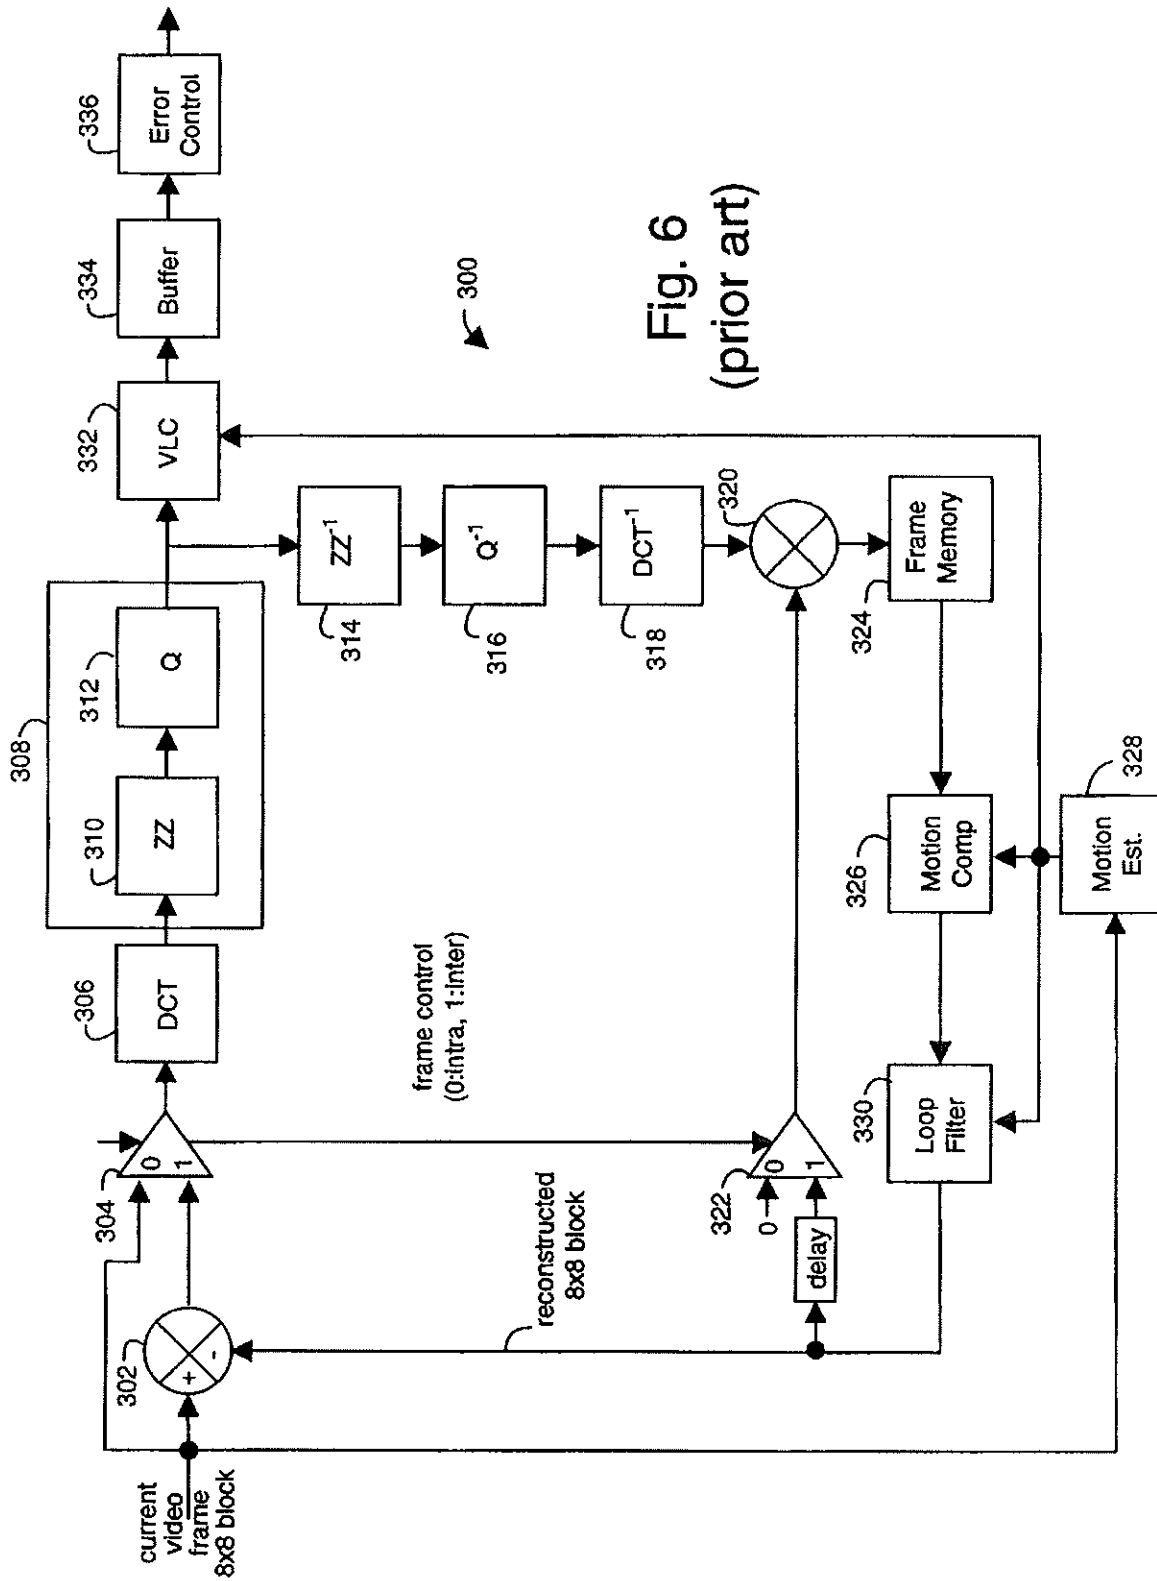 current
video
frame
8x8 block
302
+
-
304
0
1
306
DCT
308
310
ZZ
312
Q
332
VLC
334
Buffer
336
Error
Control
frame control
(0:Intra, 1:Inter)
reconstructed
8x8 block
314
ZZ⁻¹
316
Q⁻¹
318
DCT⁻¹
320
322
0
0
1
delay
324
Frame
Memory
326
Motion
Comp
328
Motion
Est.
330
Loop
Filter
300
Fig. 6
(prior art)